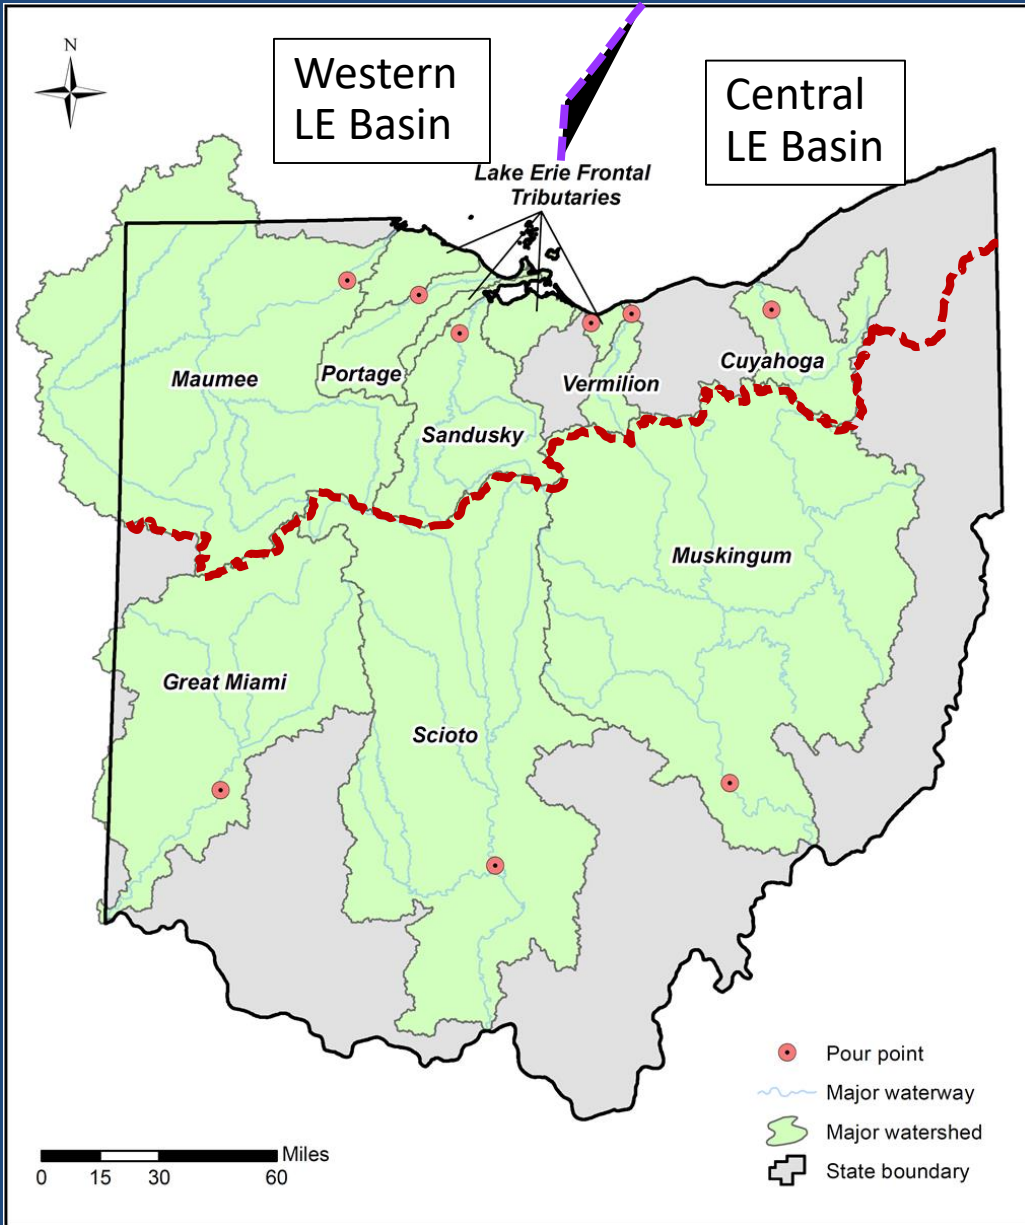 N
Western
LE Basin
Central
LE Basin
Lake Erie Frontal
Tributaries
Maumee
Portage
Sandusky
Vermilion
Cuyahoga
Muskingum
Great Miami
Scioto
Pour point
Major waterway
Major watershed
State boundary
Miles
0 15 30 60